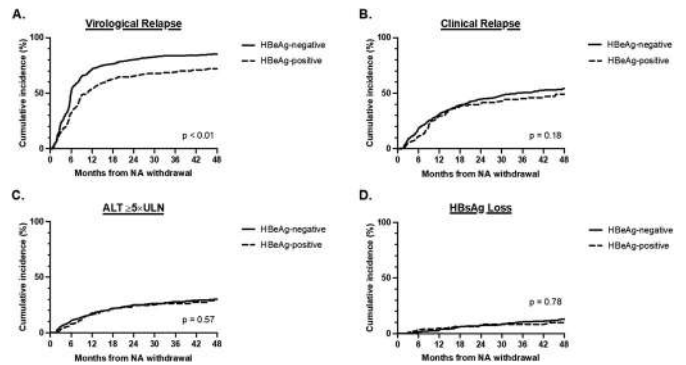 A.
Virological Relapse
Cumulative incidence (%)
100
50
0
0 6 12 18 24 30 36 42 48
Months from NA withdrawal
HBeAg-negative
HBeAg-positive
p < 0.01
B.
Clinical Relapse
Cumulative incidence (%)
100
50
0
0 6 12 18 24 30 36 42 48
Months from NA withdrawal
HBeAg-negative
HBeAg-positive
p = 0.18
C.
ALT ≥5×ULN
Cumulative incidence (%)
100
50
0
0 6 12 18 24 30 36 42 48
Months from NA withdrawal
HBeAg-negative
HBeAg-positive
p = 0.57
D.
HBsAg Loss
Cumulative incidence (%)
100
50
0
0 6 12 18 24 30 36 42 48
Months from NA withdrawal
HBeAg-negative
HBeAg-positive
p = 0.78